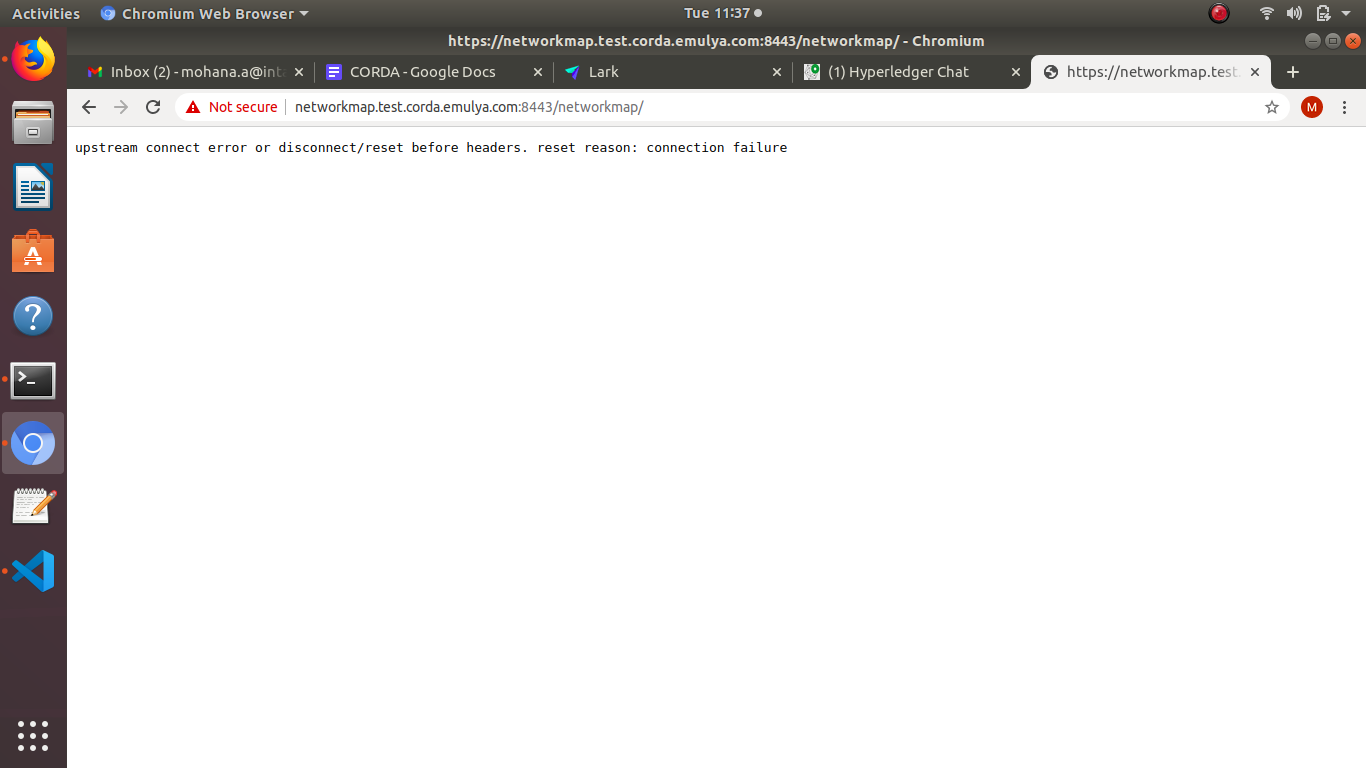 Activities Chromium Web Browser Tue 11:37
https://networkmap.test.corda.emulya.com:8443/networkmap/ - Chromium
Inbox (2) - mohana.a@inta CORDA - Google Docs Lark (1) Hyperledger Chat https://networkmap.test.
Not secure networkmap.test.corda.emulya.com:8443/networkmap/ M
upstream connect error or disconnect/reset before headers. reset reason: connection failure